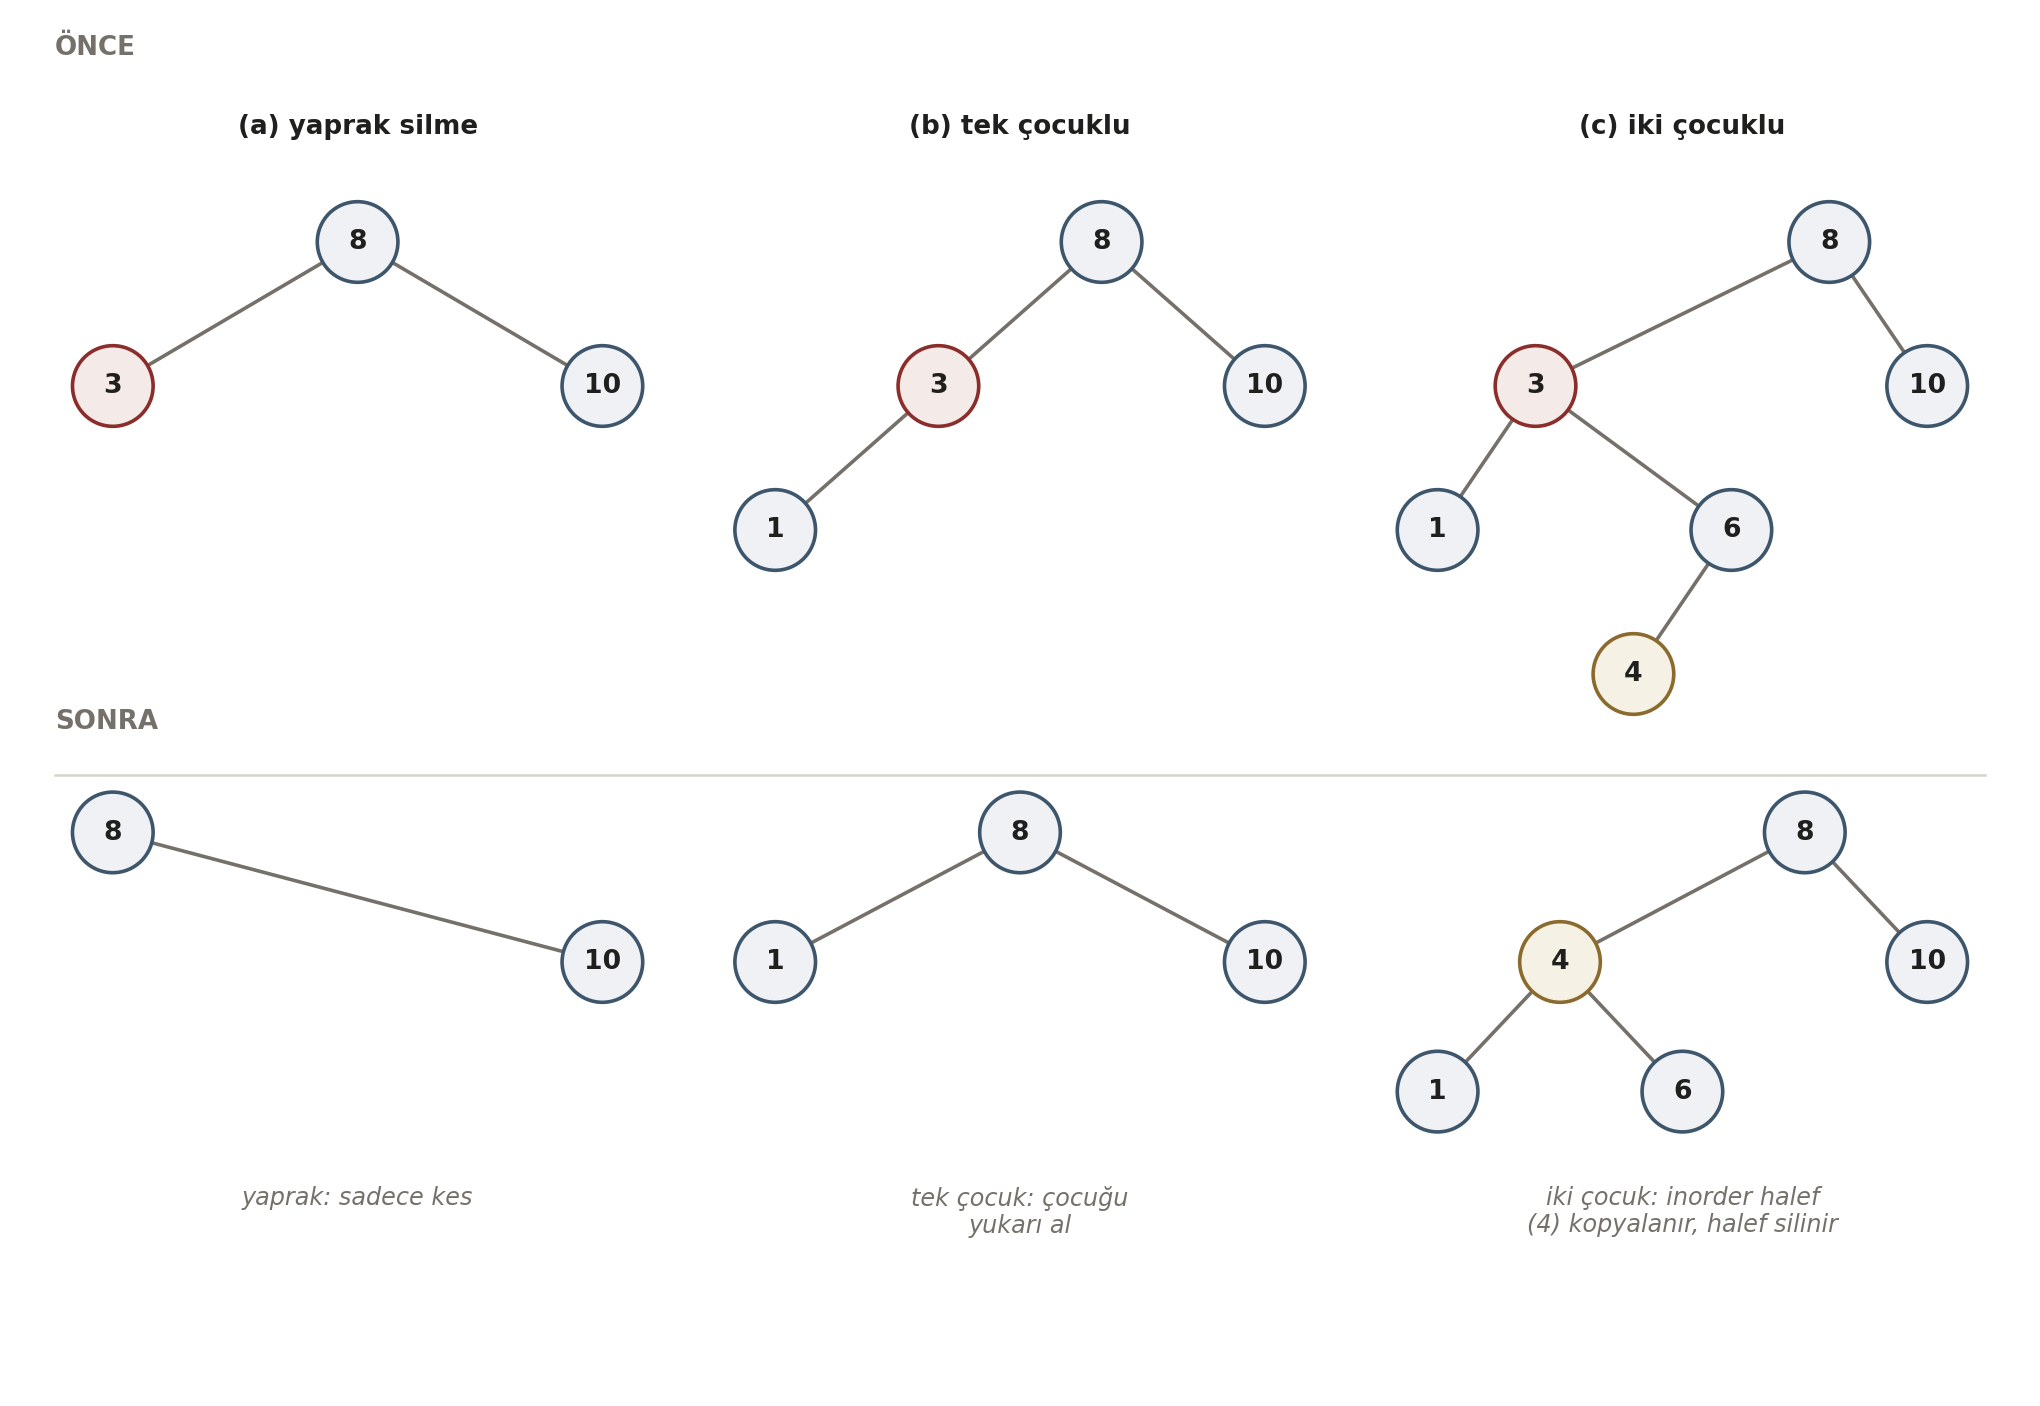 ÖNCE
(a) yaprak silme
(b) tek çocuklu
(c) iki çocuklu
8
8
8
3
10
3
10
3
10
1
1
6
4
SONRA
8
8
8
10
1
10
4
10
1
6
yaprak: sadece kes
tek çocuk: çocuğu
yukarı al
iki çocuk: inorder halef
(4) kopyalanır, halef silinir